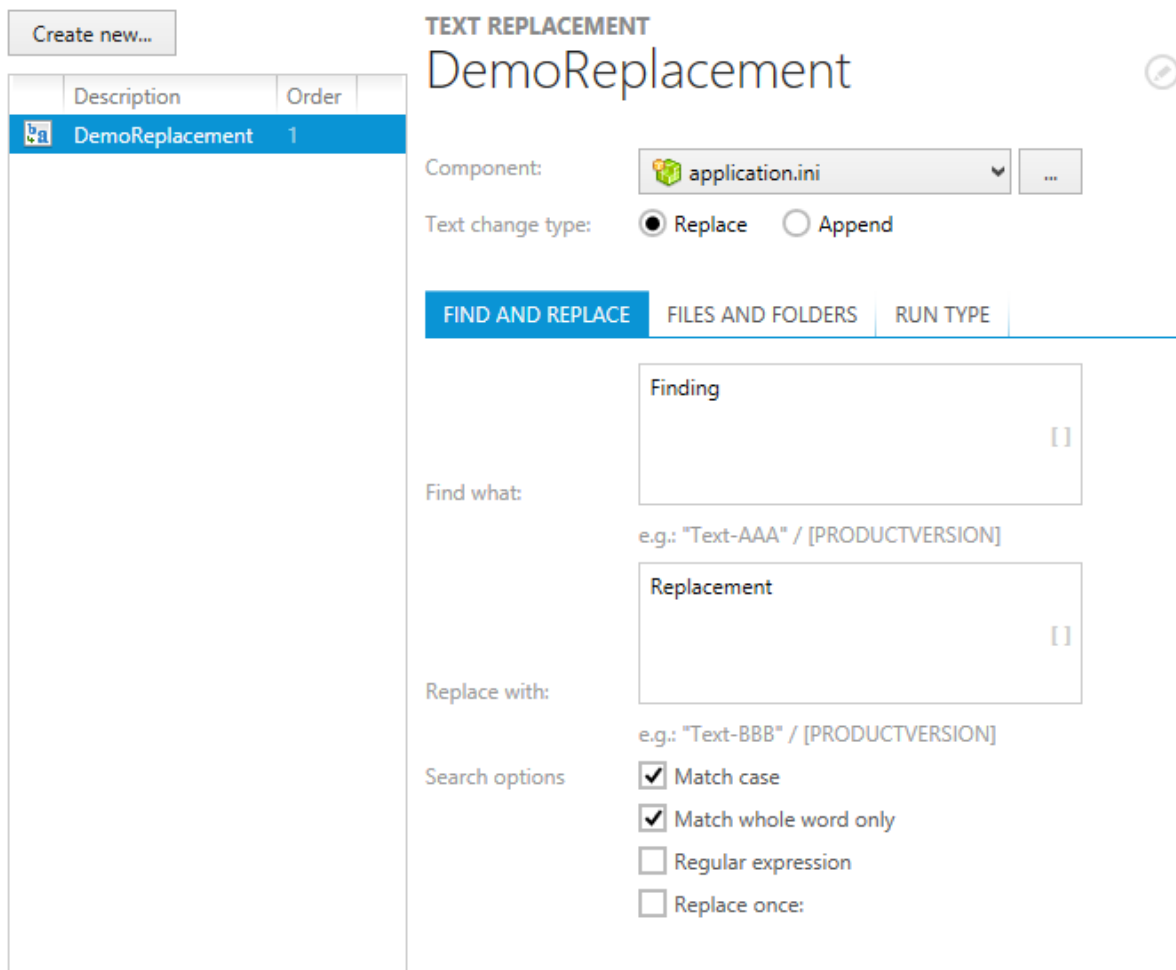 Create new...
Description Order
DemoReplacement 1
TEXT REPLACEMENT
DemoReplacement
Component: application.ini ...
Text change type: Replace Append
FIND AND REPLACE FILES AND FOLDERS RUN TYPE
Finding
[ ]
Find what:
e.g.: "Text-AAA" / [PRODUCTVERSION]
Replacement
[ ]
Replace with:
e.g.: "Text-BBB" / [PRODUCTVERSION]
Search options Match case
Match whole word only
Regular expression
Replace once: